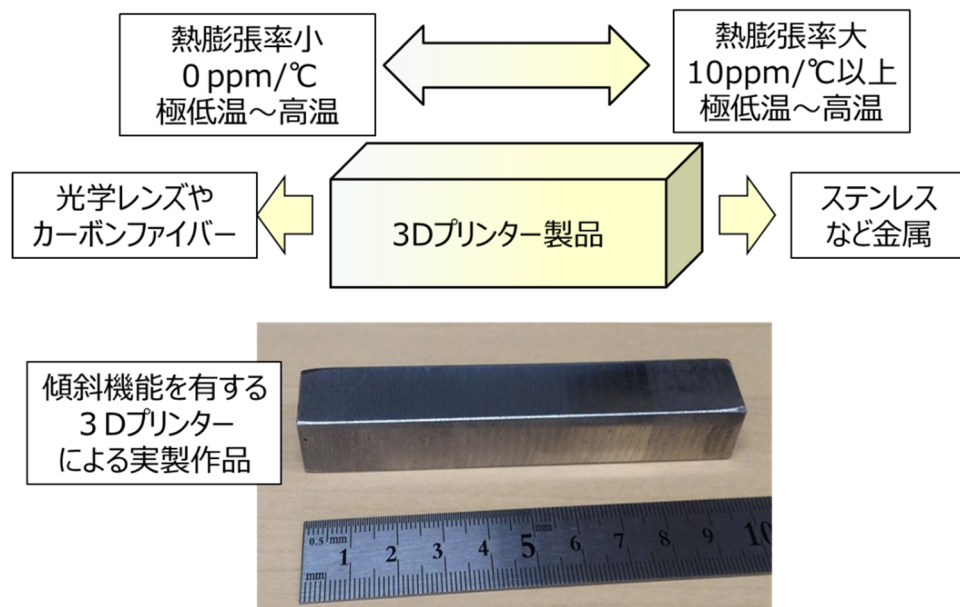 熱膨張率小
０ppm/℃
極低温～高温
熱膨張率大
10ppm/℃以上
極低温～高温
光学レンズや
カーボンファイバー
3Dプリンター製品
ステンレス
など金属
傾斜機能を有する
３Dプリンター
による実製作品
0.5 mm 1 2 3 4 5 mm 6 7 8 9 10
mm